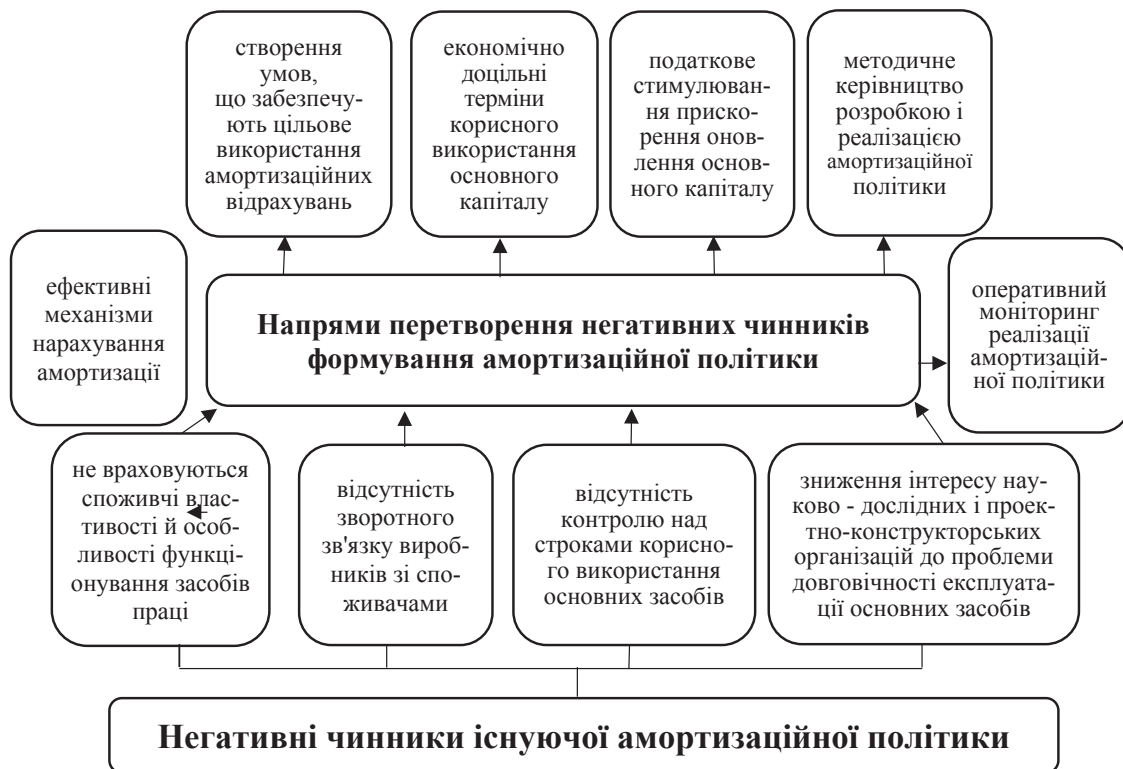 створення
умов,
що забезпечу-
ють цільове
використання
амортизаційних
відрахувань
економічно
доцільні
терміни
корисного
використання
основного
капіталу
податкове
стимулюван-
ня приско-
рення онов-
лення основ-
ного капіталу
методичне
керівництво
розробкою і
реалізацією
амортизаційної
політики
ефективні
механізми
нарахування
амортизації
Напрями перетворення негативних чинників
формування амортизаційної політики
оперативний
моніторинг
реалізації
амортизацій-
ної політики
не враховуються
споживчі влас-
тивості й особ-
ливості функці-
онування засобів
праці
відсутність
зворотного
зв'язку вироб-
ників зі спо-
живачами
відсутність
контролю над
строками корисно-
го використання
основних засобів
зниження інтересу нау-
ково - дослідних і проек-
тно-конструкторських
організацій до проблеми
довговічності експлуата-
ції основних засобів
Негативні чинники існуючої амортизаційної політики